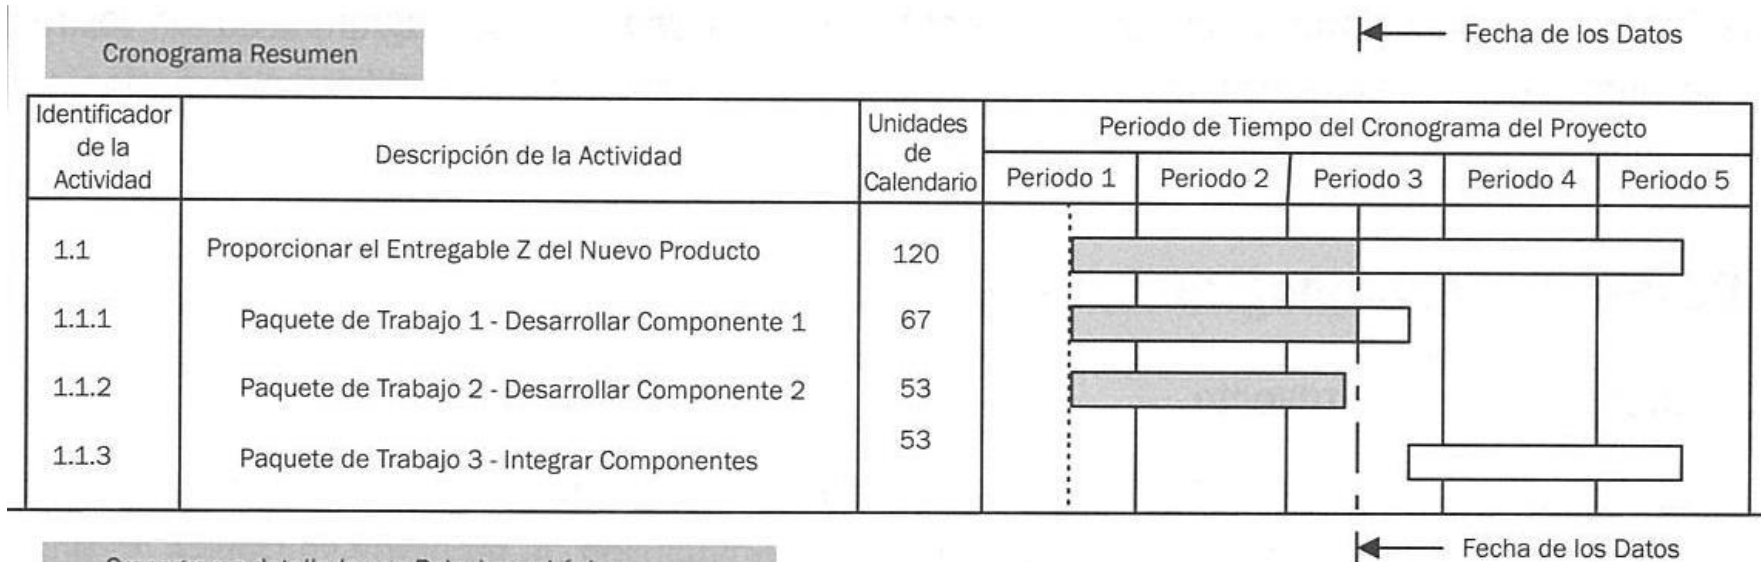 Fecha de los Datos
Cronograma Resumen
Identificador
de la
Actividad
Descripción de la Actividad
Unidades
de
Calendario
Periodo de Tiempo del Cronograma del Proyecto
Periodo 1 Periodo 2 Periodo 3 Periodo 4 Periodo 5
1.1 Proporcionar el Entregable Z del Nuevo Producto 120
1.1.1 Paquete de Trabajo 1 - Desarrollar Componente 1 67
1.1.2 Paquete de Trabajo 2 - Desarrollar Componente 2 53
1.1.3 Paquete de Trabajo 3 - Integrar Componentes 53
Fecha de los Datos